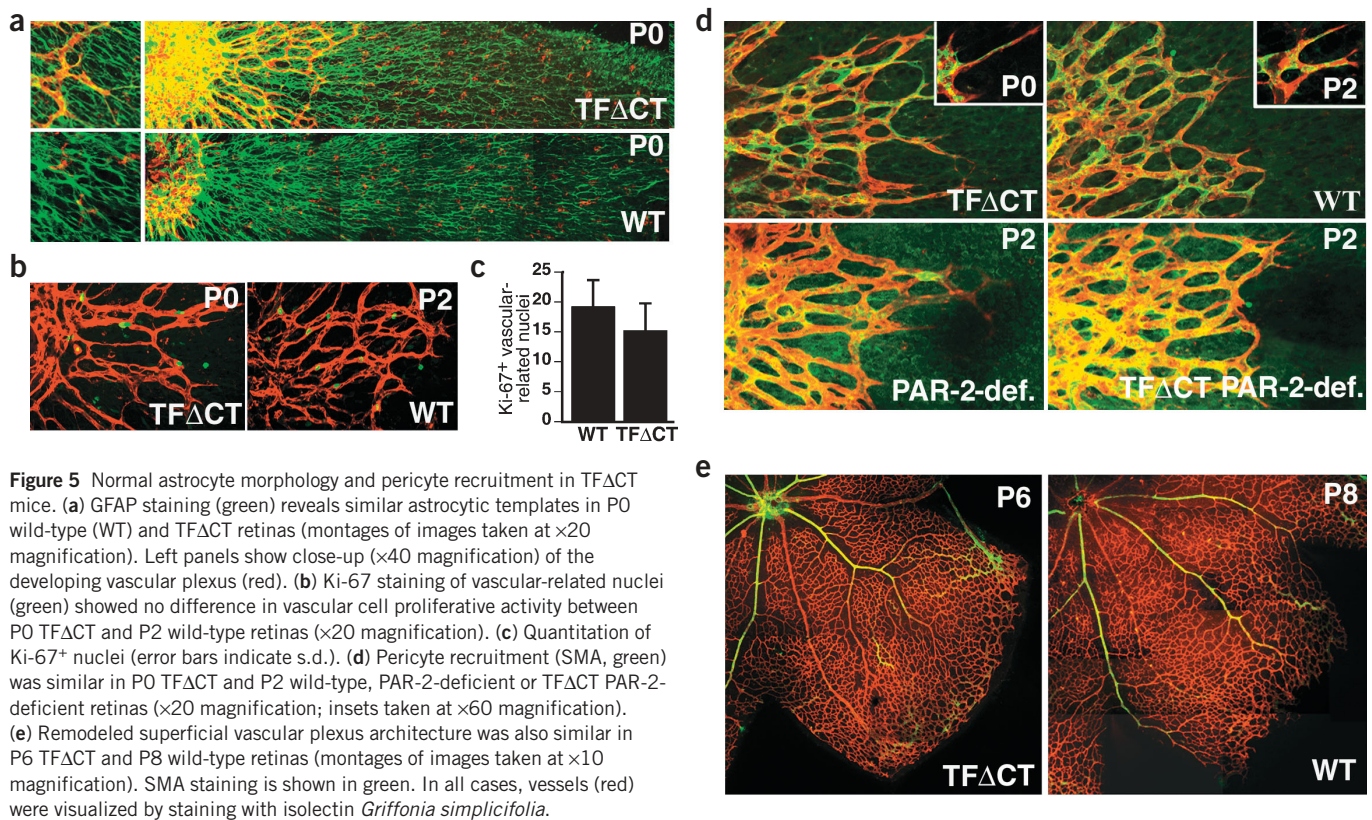 a
P0
TFΔCT
P0
WT
b
P0
TFΔCT
P2
WT
c
Ki-67+ vascular-
related nuclei
25
20
15
10
5
0
WT TFΔCT
d
P0
TFΔCT
P2
WT
P2
PAR-2-def.
P2
TFΔCT PAR-2-def.
e
P6
TFΔCT
P8
WT
Figure 5 Normal astrocyte morphology and pericyte recruitment in TFΔCT
mice. (a) GFAP staining (green) reveals similar astrocytic templates in P0
wild-type (WT) and TFΔCT retinas (montages of images taken at ×20
magnification). Left panels show close-up (×40 magnification) of the
developing vascular plexus (red). (b) Ki-67 staining of vascular-related nuclei
(green) showed no difference in vascular cell proliferative activity between
P0 TFΔCT and P2 wild-type retinas (×20 magnification). (c) Quantitation of
Ki-67+ nuclei (error bars indicate s.d.). (d) Pericyte recruitment (SMA, green)
was similar in P0 TFΔCT and P2 wild-type, PAR-2-deficient or TFΔCT PAR-2-
deficient retinas (×20 magnification; insets taken at ×60 magnification).
(e) Remodeled superficial vascular plexus architecture was also similar in
P6 TFΔCT and P8 wild-type retinas (montages of images taken at ×10
magnification). SMA staining is shown in green. In all cases, vessels (red)
were visualized by staining with isolectin Griffonia simplicifolia.